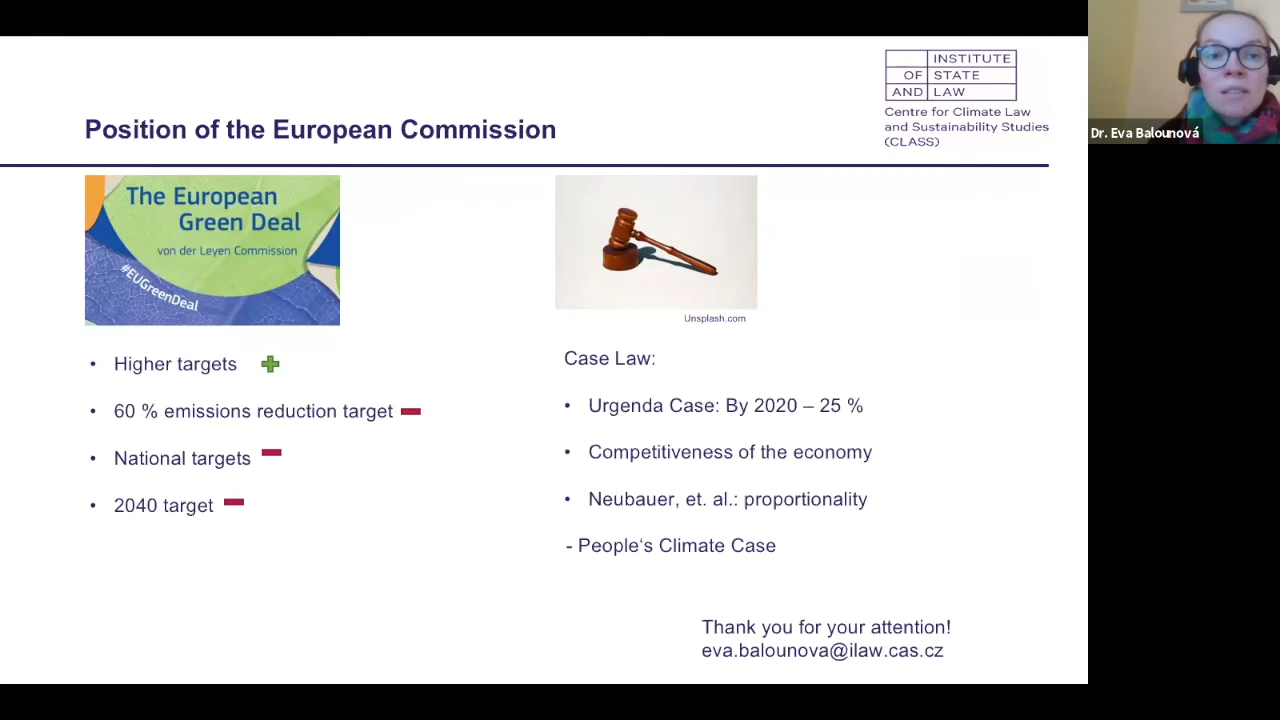 INSTITUTE
OF STATE
AND LAW
Centre for Climate Law
and Sustainability Studies
(CLASS)
Dr. Eva Balounová
Position of the European Commission
The European
Green Deal
von der Leyen Commission
#EUGreenDeal
Unsplash.com
• Higher targets
• 60 % emissions reduction target
• National targets
• 2040 target
Case Law:
• Urgenda Case: By 2020 – 25 %
• Competitiveness of the economy
• Neubauer, et. al.: proportionality
- People‘s Climate Case
Thank you for your attention!
eva.balounova@ilaw.cas.cz